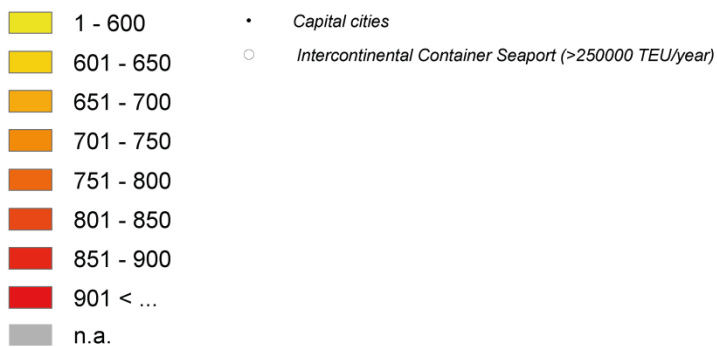 1 - 600
601 - 650
651 - 700
701 - 750
751 - 800
801 - 850
851 - 900
901 < ...
n.a.
Capital cities
Intercontinental Container Seaport (>250000 TEU/year)